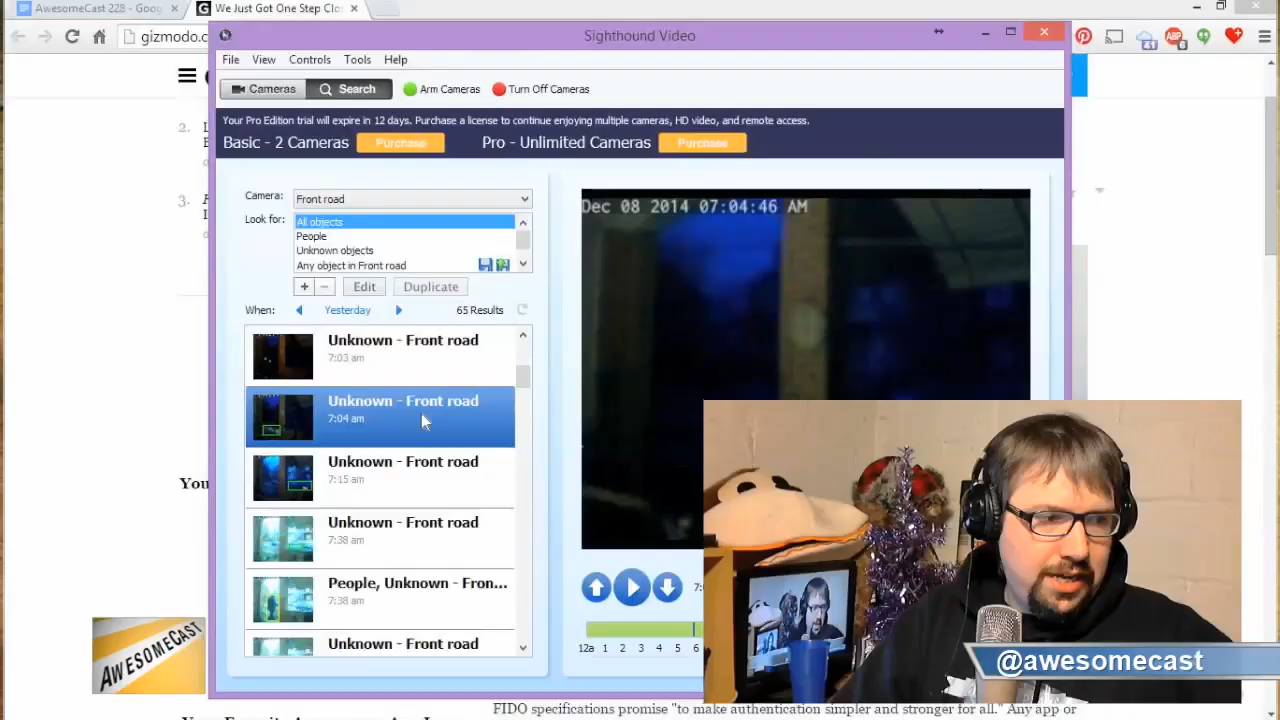 AwesomeCast 228 - Goog
We Just Got One Step Clo
gizmodo.c
ABP
Sighthound Video
File View Controls Tools Help
Cameras Search Arm Cameras Turn Off Cameras
Your Pro Edition trial will expire in 12 days. Purchase a license to continue enjoying multiple cameras, HD video, and remote access.
Basic - 2 Cameras Purchase Pro - Unlimited Cameras Purchase
2.
3.
Camera: Front road
Look for: All objects
People
Unknown objects
Any object in Front road
+ - Edit Duplicate
When: Yesterday 65 Results
Unknown - Front road
7:03 am
Unknown - Front road
7:04 am
Unknown - Front road
7:15 am
Unknown - Front road
7:38 am
People, Unknown - Fron...
7:38 am
Unknown - Front road
Dec 08 2014 07:04:46 AM
12a 1 2 3 4 5 6
You
AWESOMECAST
@awesomecast
FIDO specifications promise "to make authentication simpler and stronger for all." Any app or